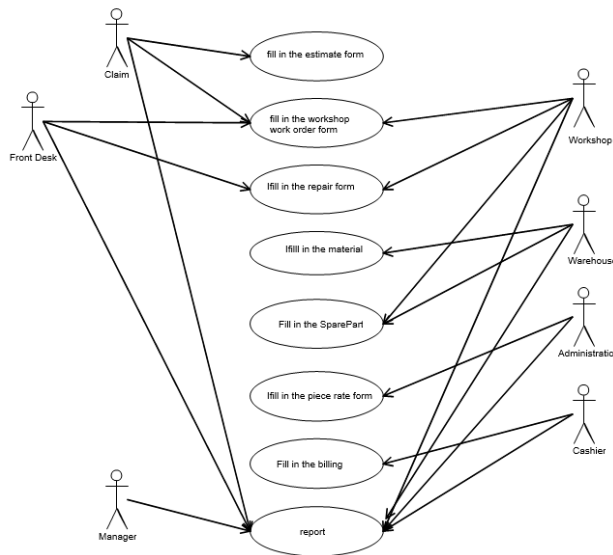 Claim
fill in the estimate form
fill in the workshop
work order form
Front Desk
Workshop
Ifill in the repair form
Ifilll in the material
Warehouse
Fill in the SparePart
Administratio
Ifill in the piece rate form
Cashier
Fill in the billing
Manager
report